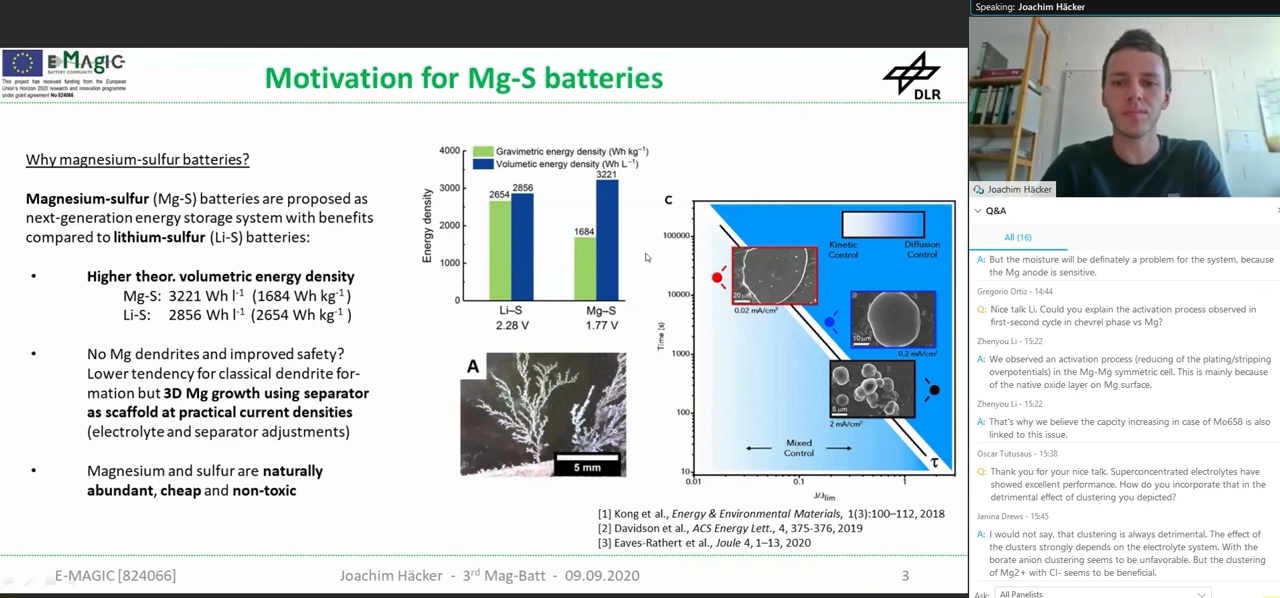 Speaking: Joachim Häcker
E-MAGIC
BATTERY COMMUNITY
This project has received funding from the European
Union's Horizon 2020 research and innovation programme
under grant agreement No 824066
Motivation for Mg-S batteries
DLR
Why magnesium-sulfur batteries?
Magnesium-sulfur (Mg-S) batteries are proposed as
next-generation energy storage system with benefits
compared to lithium-sulfur (Li-S) batteries:
• Higher theor. volumetric energy density
Mg-S: 3221 Wh l⁻¹ (1684 Wh kg⁻¹)
Li-S: 2856 Wh l⁻¹ (2654 Wh kg⁻¹)
• No Mg dendrites and improved safety?
Lower tendency for classical dendrite for-
mation but 3D Mg growth using separator
as scaffold at practical current densities
(electrolyte and separator adjustments)
• Magnesium and sulfur are naturally
abundant, cheap and non-toxic
Gravimetric energy density (Wh kg⁻¹)
Volumetic energy density (Wh L⁻¹)
Energy density
4000
3000
2000
1000
0
2654
2856
1684
3221
Li–S
2.28 V
Mg–S
1.77 V
A
5 mm
C
Kinetic
Control
Diffusion
Control
Time (s)
100000
10000
1000
100
10
20 μm
0.02 mA/cm²
10 μm
0.2 mA/cm²
5 μm
2 mA/cm²
Mixed
Control
τ
0.01
0.1
1
J/Jlim
[1] Kong et al., Energy & Environmental Materials, 1(3):100–112, 2018
[2] Davidson et al., ACS Energy Lett., 4, 375-376, 2019
[3] Eaves-Rathert et al., Joule 4, 1–13, 2020
E-MAGIC [824066]
Joachim Häcker - 3rd Mag-Batt - 09.09.2020
3
Joachim Häcker
Q&A
All (16)
A: But the moisture will be definately a problem for the system, because
the Mg anode is sensitive.
Gregorio Ortiz - 14:44
Q: Nice talk Li. Could you explain the activation process observed in
first-second cycle in chevrel phase vs Mg?
Zhenyou Li - 15:22
A: We observed an activation process (reducing of the plating/stripping
overpotentials) in the Mg-Mg symmetric cell. This is mainly because
of the native oxide layer on Mg surface.
Zhenyou Li - 15:22
A: That's why we believe the capcity increasing in case of Mo6S8 is also
linked to this issue.
Oscar Tutusaus - 15:38
Q: Thank you for your nice talk. Superconcentrated electrolytes have
showed excellent performance. How do you incorporate that in the
detrimental effect of clustering you depicted?
Janina Drews - 15:45
A: I would not say, that clustering is always detrimental. The effect of
the clusters strongly depends on the electrolyte system. With the
borate anion clustering seems to be unfavorable. But the clustering
of Mg2+ with Cl- seems to be beneficial.
Ask: All Panelists